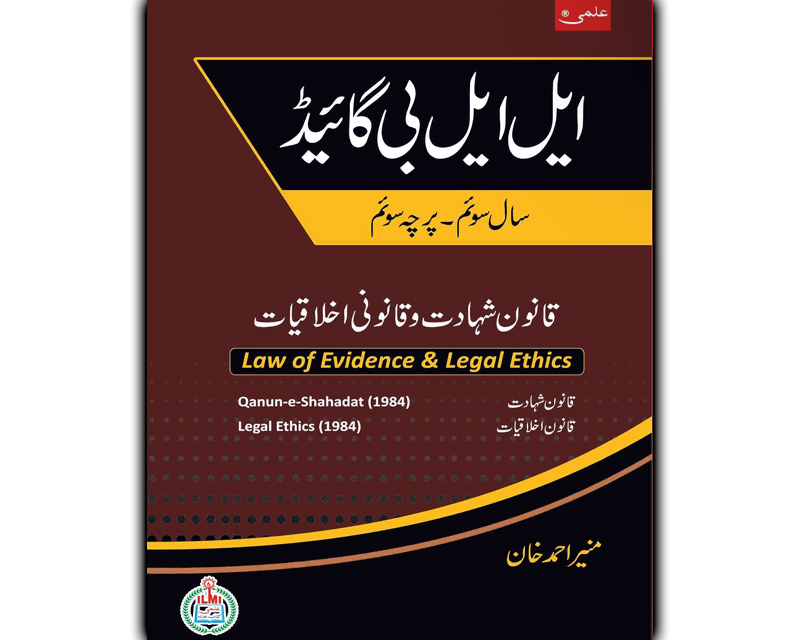 علمی ®
ایل ایل بی گائیڈ
سال سوئم - پرچہ سوئم
قانون شہادت و قانونی اخلاقیات
Law of Evidence & Legal Ethics
Qanun-e-Shahadat (1984) قانون شہادت
Legal Ethics (1984) قانون اخلاقیات
منیر احمد خان
ILMI